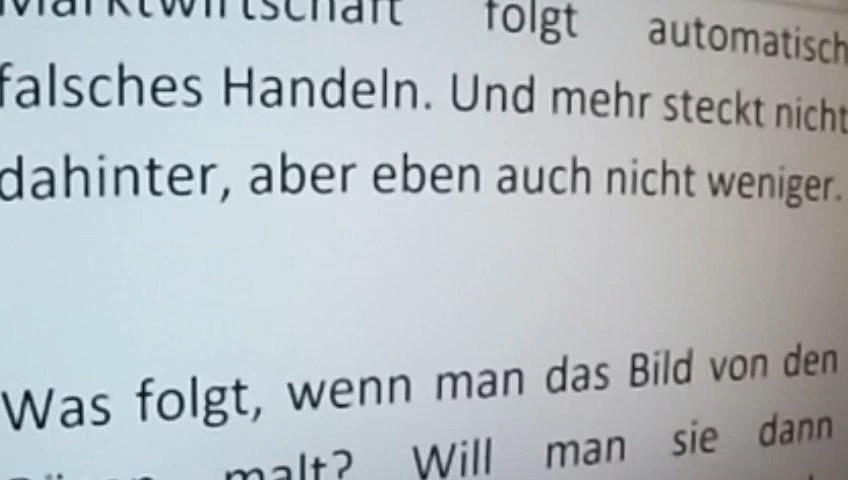 Marktwirtschaft folgt automatisch
falsches Handeln. Und mehr steckt nicht
dahinter, aber eben auch nicht weniger.
Was folgt, wenn man das Bild von den
malt? Will man sie dann